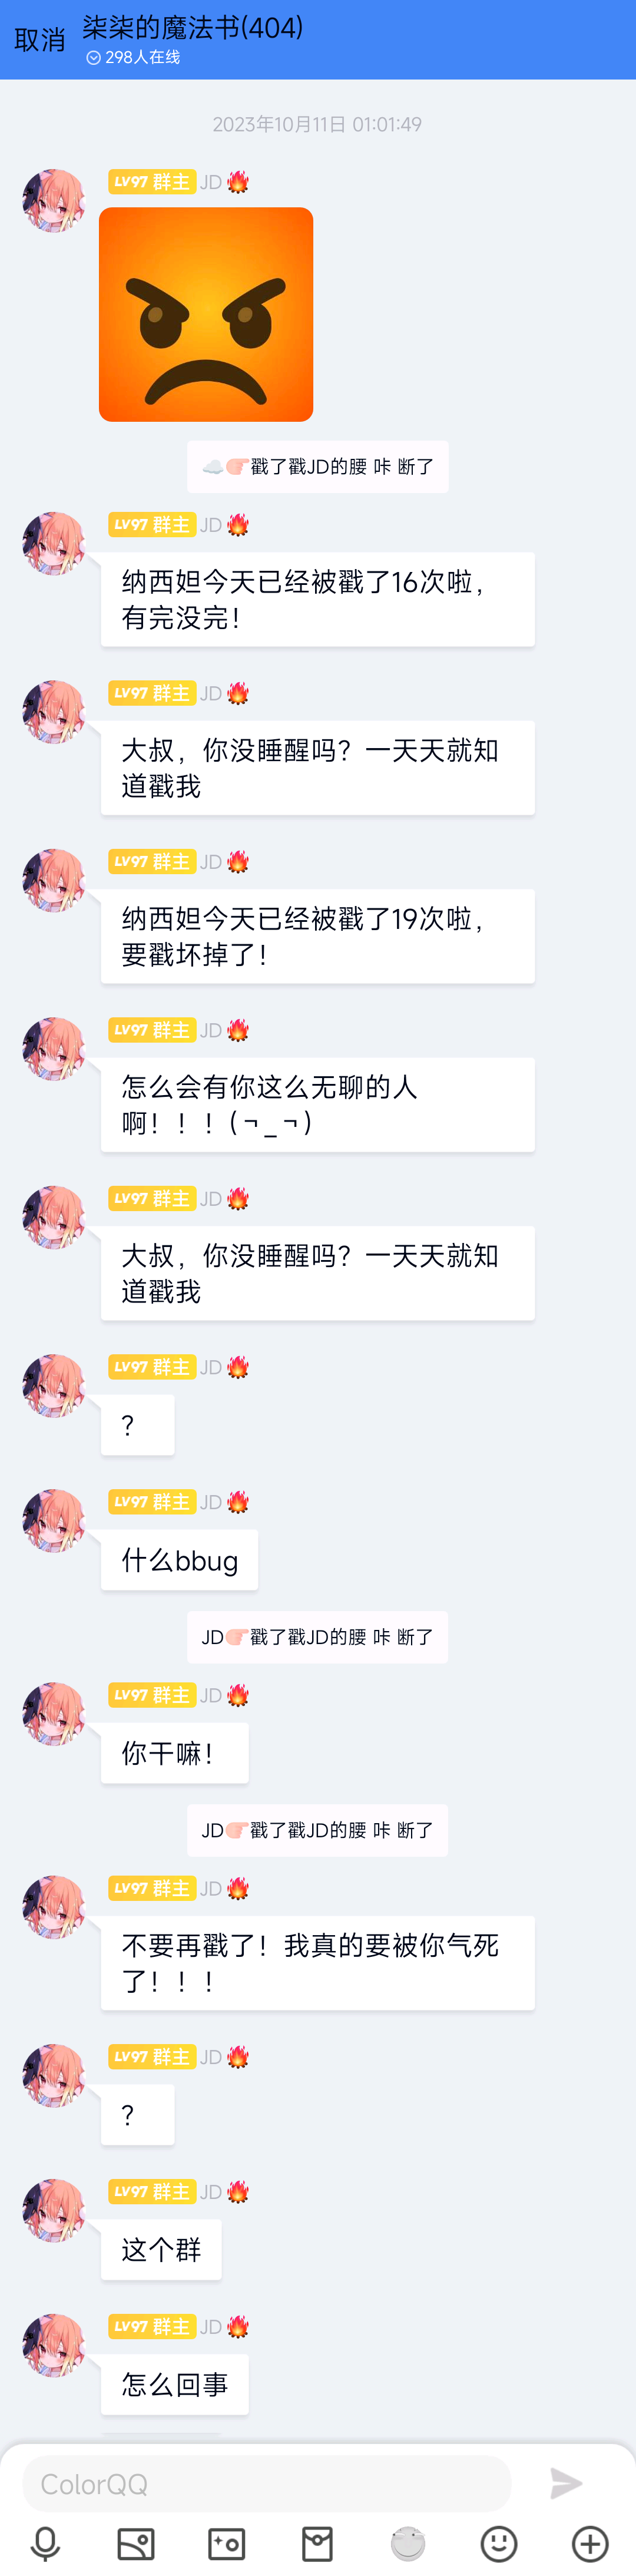 取消
柒柒的魔法书(404)
298人在线
2023年10月11日 01:01:49
LV97 群主 JD🔥
☁️👉戳了戳JD的腰 咔 断了
LV97 群主 JD🔥
纳西妲今天已经被戳了16次啦，
有完没完！
LV97 群主 JD🔥
大叔，你没睡醒吗？一天天就知
道戳我
LV97 群主 JD🔥
纳西妲今天已经被戳了19次啦，
要戳坏掉了！
LV97 群主 JD🔥
怎么会有你这么无聊的人
啊！！！(¬_¬)
LV97 群主 JD🔥
大叔，你没睡醒吗？一天天就知
道戳我
LV97 群主 JD🔥
？
LV97 群主 JD🔥
什么bbug
JD👉戳了戳JD的腰 咔 断了
LV97 群主 JD🔥
你干嘛！
JD👉戳了戳JD的腰 咔 断了
LV97 群主 JD🔥
不要再戳了！我真的要被你气死
了！！！
LV97 群主 JD🔥
？
LV97 群主 JD🔥
这个群
LV97 群主 JD🔥
怎么回事
ColorQQ